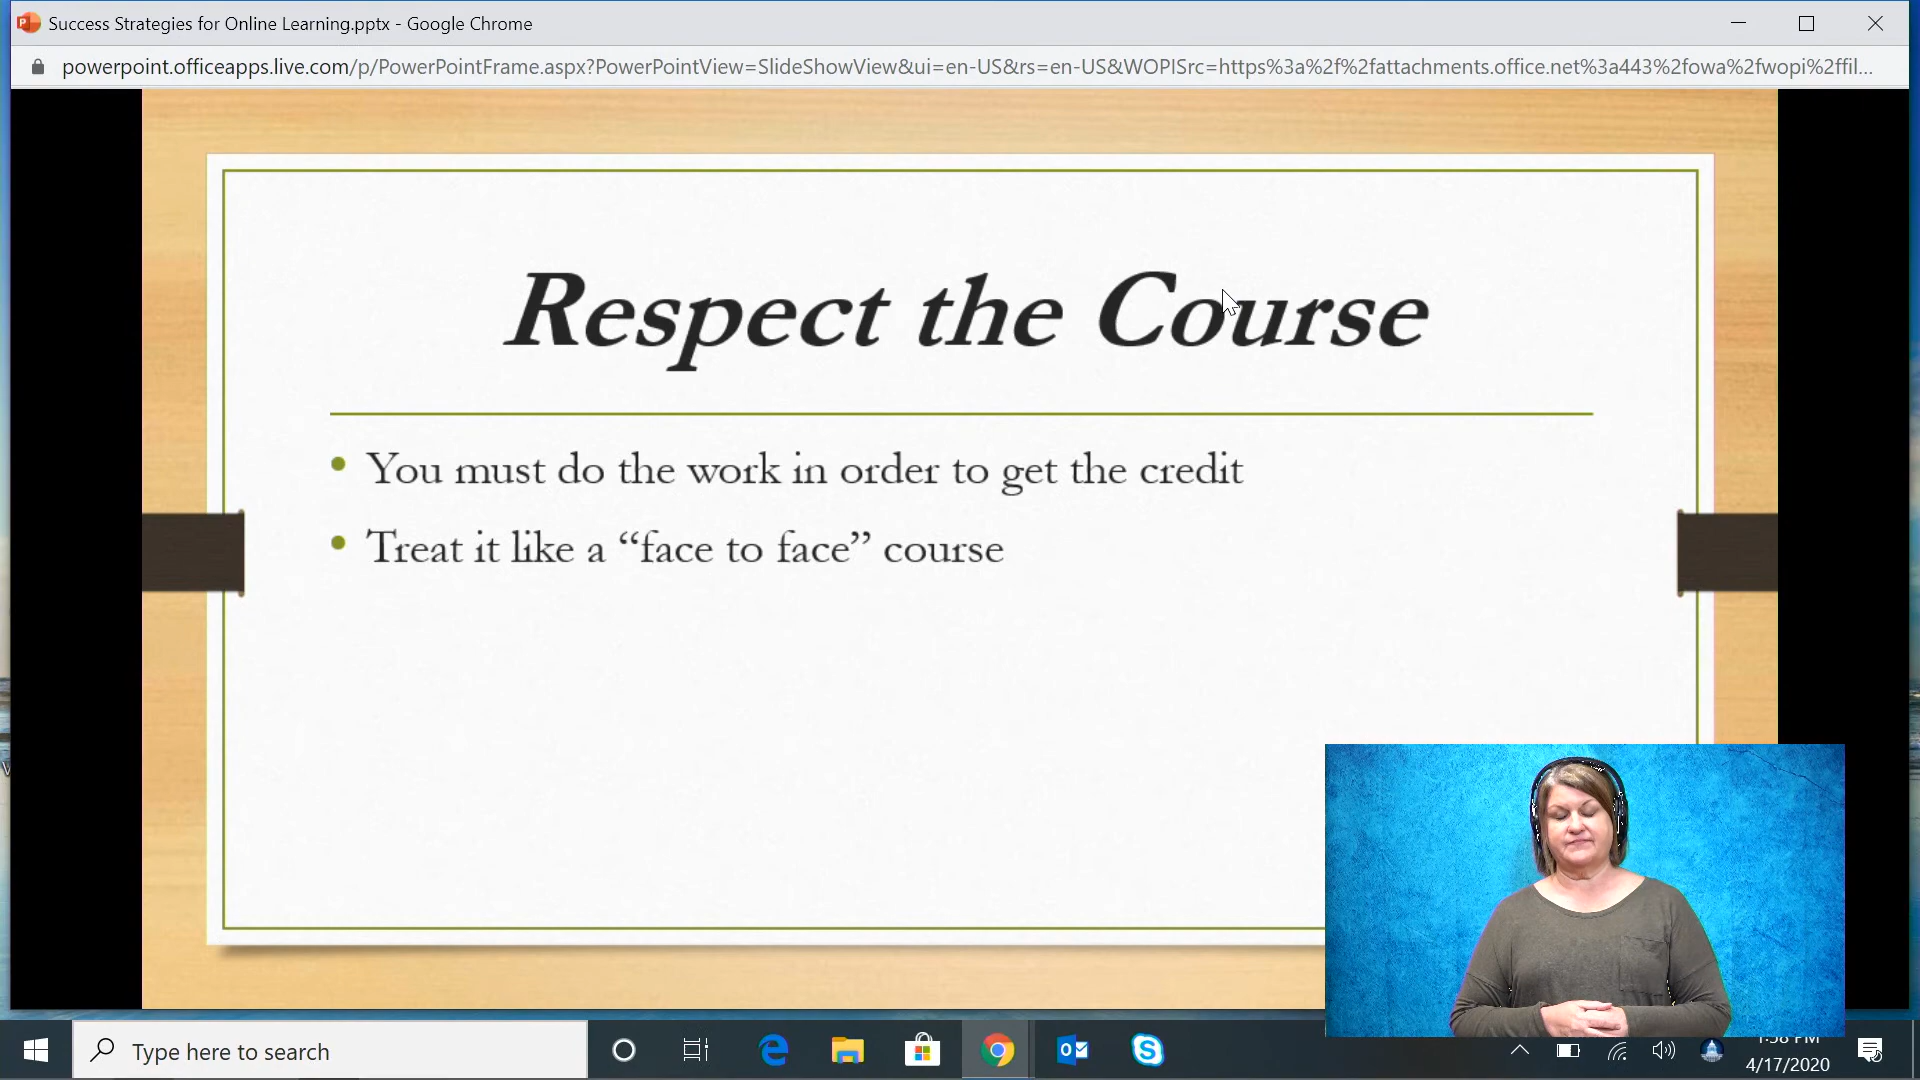 Success Strategies for Online Learning.pptx - Google Chrome
powerpoint.officeapps.live.com/p/PowerPointFrame.aspx?PowerPointView=SlideShowView&ui=en-US&rs=en-US&WOPISrc=https%3a%2f%2fattachments.office.net%3a443%2fowa%2fwopi%2ffil...
Respect the Course
• You must do the work in order to get the credit
• Treat it like a “face to face” course
Type here to search
1:58 PM
4/17/2020